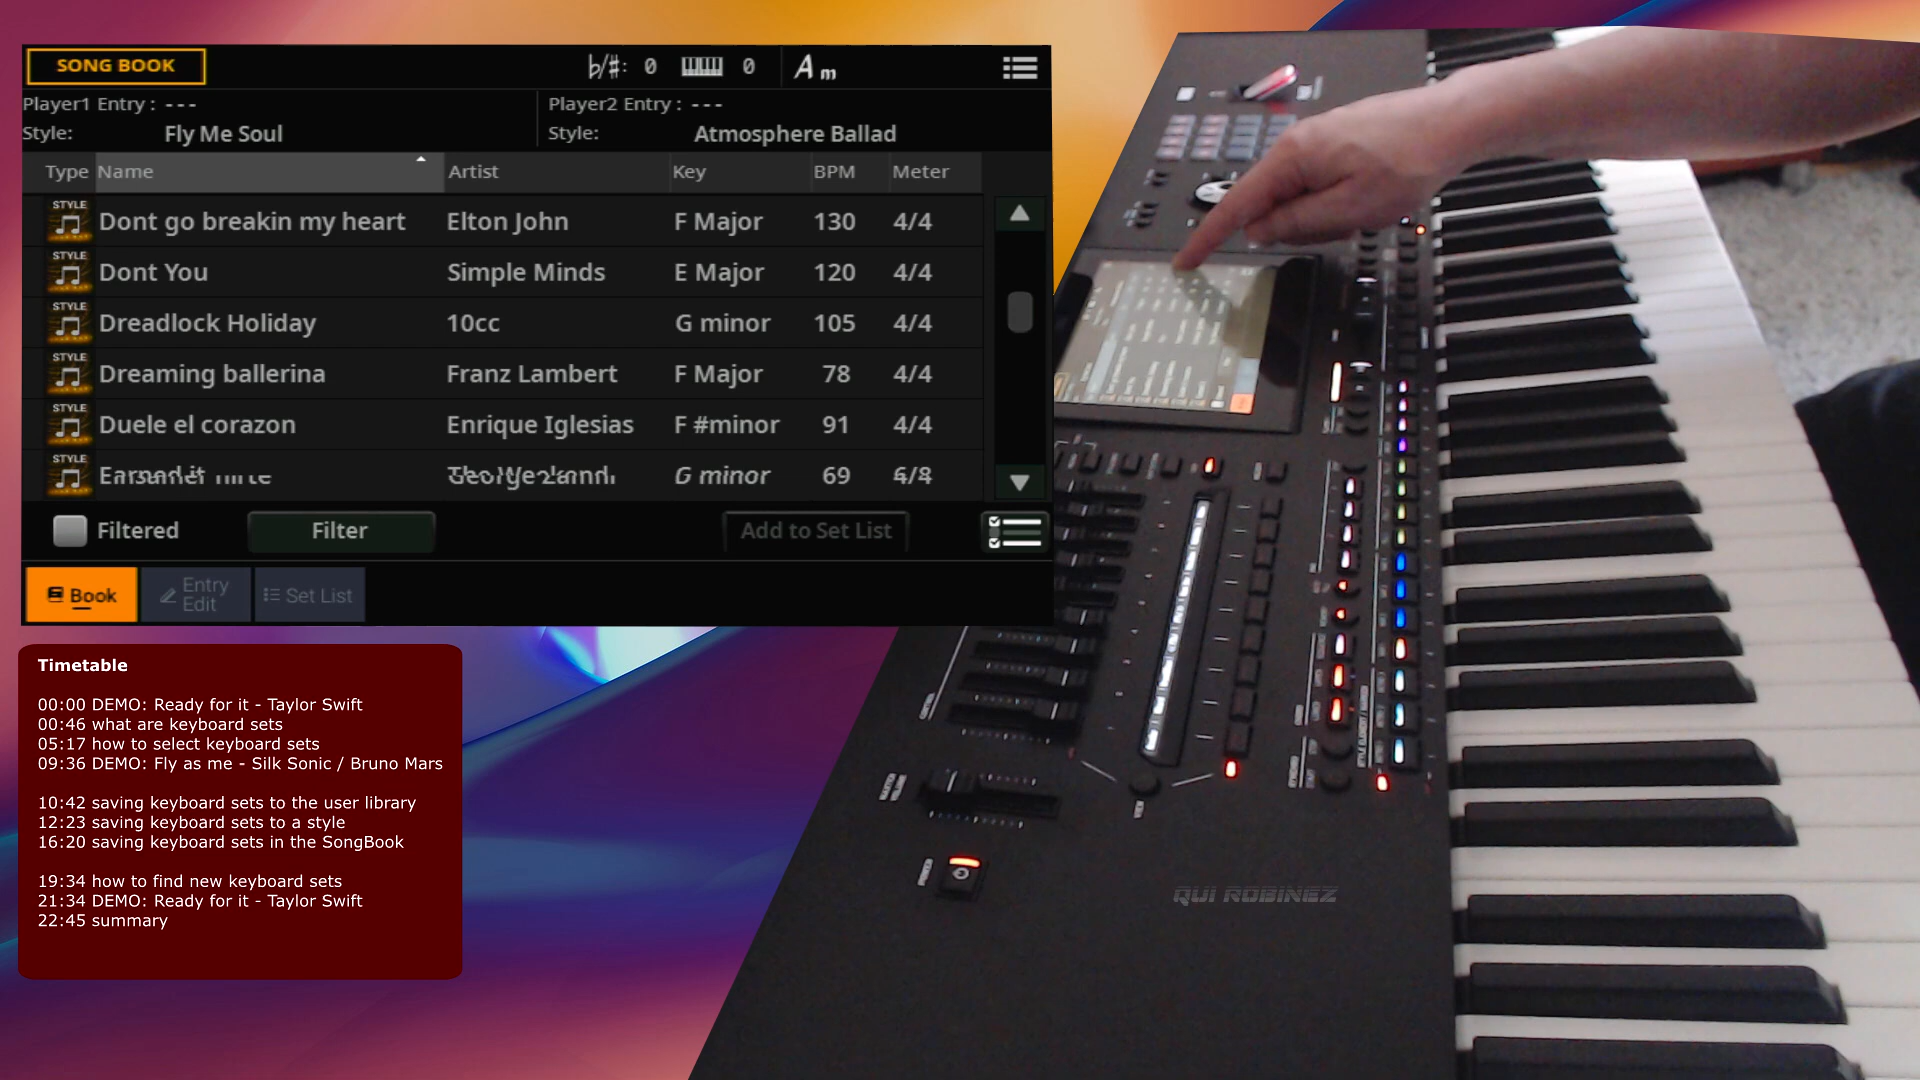 SONG BOOK
b/#: 0 0 Am
Player1 Entry : --- Player2 Entry : ---
Style: Fly Me Soul Style: Atmosphere Ballad
Type Name Artist Key BPM Meter
STYLE Dont go breakin my heart Elton John F Major 130 4/4
STYLE Dont You Simple Minds E Major 120 4/4
STYLE Dreadlock Holiday 10cc G minor 105 4/4
STYLE Dreaming ballerina Franz Lambert F Major 78 4/4
STYLE Duele el corazon Enrique Iglesias F #minor 91 4/4
STYLE G minor 69 6/8
Filtered Filter Add to Set List
Book Entry Edit Set List
Timetable
00:00 DEMO: Ready for it - Taylor Swift
00:46 what are keyboard sets
05:17 how to select keyboard sets
09:36 DEMO: Fly as me - Silk Sonic / Bruno Mars
10:42 saving keyboard sets to the user library
12:23 saving keyboard sets to a style
16:20 saving keyboard sets in the SongBook
19:34 how to find new keyboard sets
21:34 DEMO: Ready for it - Taylor Swift
22:45 summary
QUI ROBINEZ